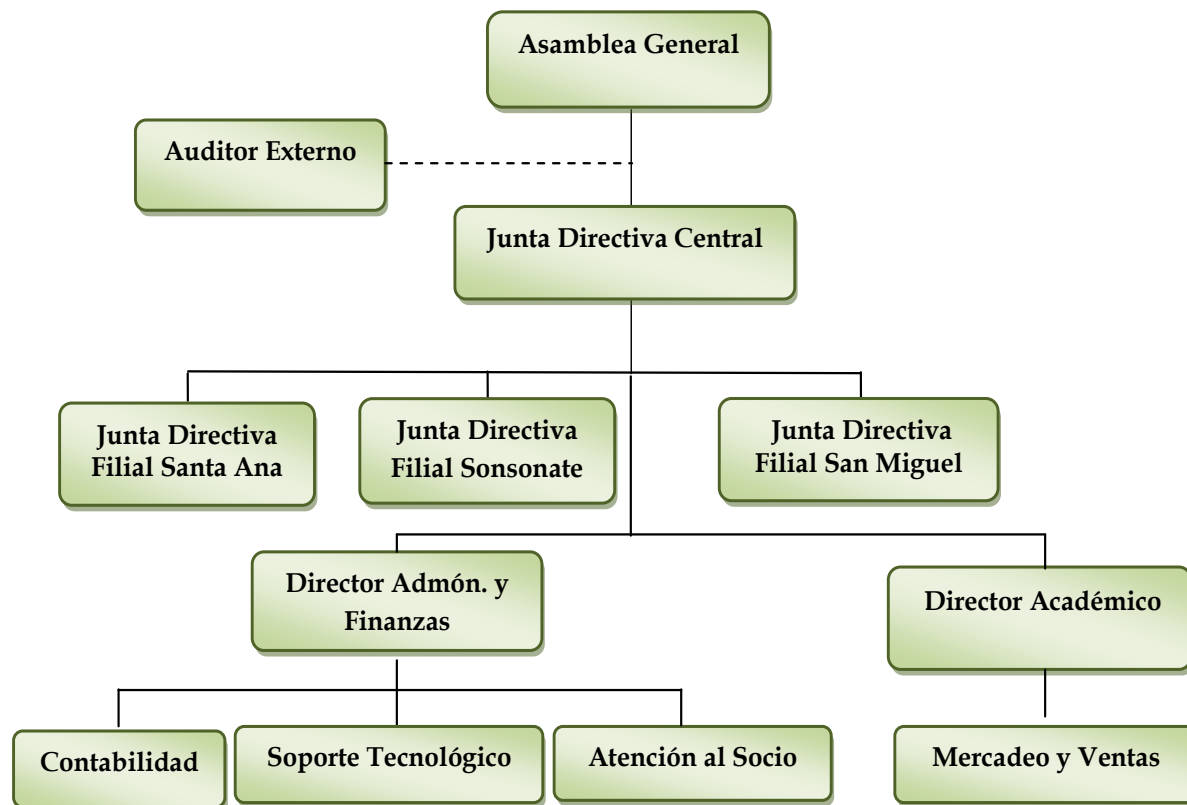 Asamblea General
Auditor Externo
Junta Directiva Central
Junta Directiva
Filial Santa Ana
Junta Directiva
Filial Sonsonate
Junta Directiva
Filial San Miguel
Director Admón. y
Finanzas
Director Académico
Contabilidad
Soporte Tecnológico
Atención al Socio
Mercadeo y Ventas